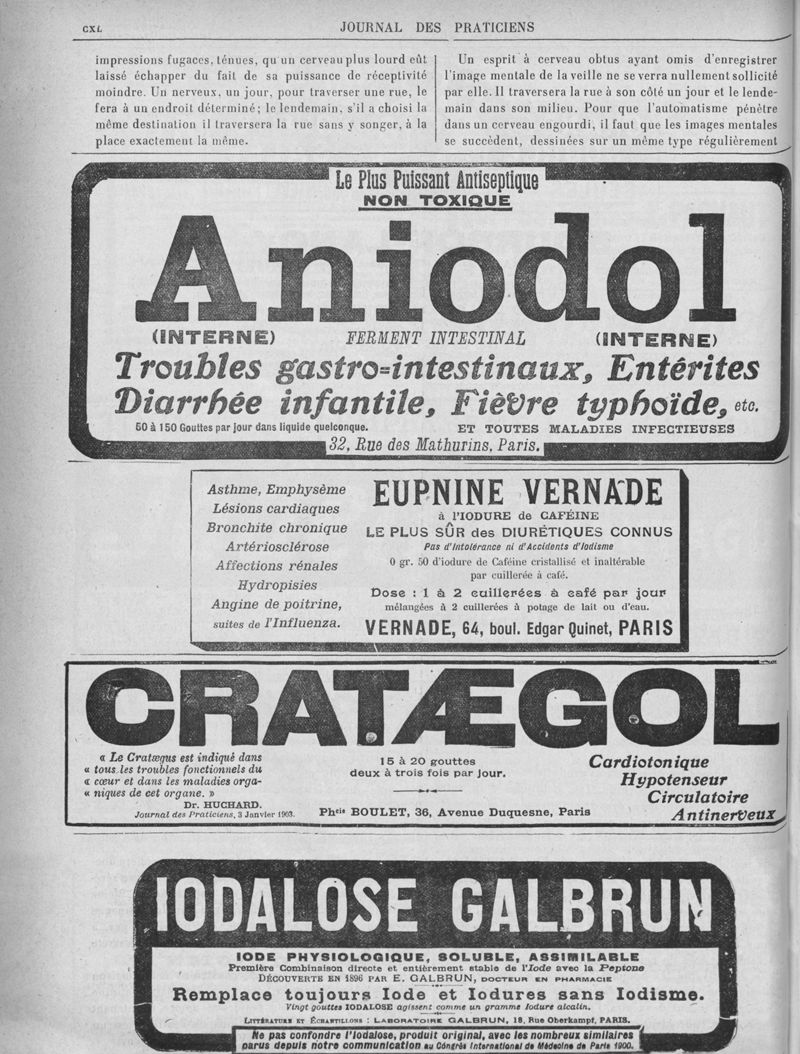 CXL
JOURNAL DES PRATICIENS
impressions fugaces, ténues, qu'un cerveau plus lourd eût
laissé échapper du fait de sa puissance de réceptivité
moindre. Un nerveux, un jour, pour traverser une rue, le
fera à un endroit déterminé; le lendemain, s'il a choisi la
même destination il traversera la rue sans y songer, à la
place exactement la même.
Un esprit à cerveau obtus ayant omis d'enregistrer
l'image mentale de la veille ne se verra nullement sollicité
par elle. Il traversera la rue à son côté un jour et le lende-
main dans son milieu. Pour que l'automatisme pénètre
dans un cerveau engourdi, il faut que les images mentales
se succèdent, dessinées sur un même type régulièrement
Le Plus Puissant Antiseptique
NON TOXIQUE
Aniodol
(INTERNE) FERMENT INTESTINAL (INTERNE)
Troubles gastro-intestinaux, Entérites
Diarrhée infantile, Fièvre typhoïde, etc.
50 à 150 Gouttes par jour dans liquide quelconque. ET TOUTES MALADIES INFECTIEUSES
32, Rue des Mathurins, Paris.
Asthme, Emphysème
Lésions cardiaques
Bronchite chronique
Artériosclérose
Affections rénales
Hydropisies
Angine de poitrine,
suites de l'Influenza.
EUPNINE VERNADE
à l'IODURE de CAFÉINE
LE PLUS SÛR des DIURÉTIQUES CONNUS
Pas d'Intolérance ni d'Accidents d'Iodisme
0 gr. 50 d'iodure de Caféine cristallisé et inaltérable
par cuillerée à café.
Dose : 1 à 2 cuillerées à café par jour
mélangées à 2 cuillerées à potage de lait ou d'eau.
VERNADE, 64, boul. Edgar Quinet, PARIS
CRATÆGOL
« Le Cratægus est indiqué dans
« tous les troubles fonctionnels du
« cœur et dans les maladies orga-
« niques de cet organe. »
Dr. HUCHARD.
Journal des Praticiens, 3 Janvier 1903.
15 à 20 gouttes
deux à trois fois par jour.
Phcie BOULET, 36, Avenue Duquesne, Paris
Cardiotonique
Hypotenseur
Circulatoire
Antinerveux
IODALOSE GALBRUN
IODE PHYSIOLOGIQUE, SOLUBLE, ASSIMILABLE
Première Combinaison directe et entièrement stable de l'Iode avec la Peptone
DÉCOUVERTE EN 1896 PAR E. GALBRUN, DOCTEUR EN PHARMACIE
Remplace toujours Iode et Iodures sans Iodisme.
Vingt gouttes IODALOSE agissent comme un gramme Iodure alcalin.
LITTÉRATURE ET ÉCHANTILLONS : LABORATOIRE GALBRUN, 18, Rue Oberkampf, PARIS.
Ne pas confondre l'Iodalose, produit original, avec les nombreux similaires
parus depuis notre communication au Congrès International de Médecine de Paris 1900.